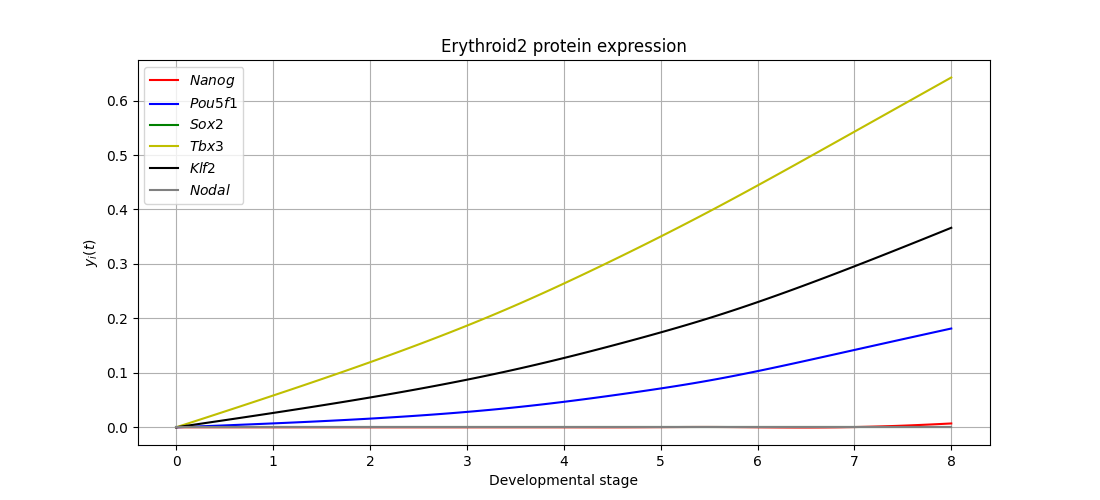 Erythroid2 protein expression
Nanog
Pou5f1
Sox2
Tbx3
Klf2
Nodal
0.6
0.5
0.4
0.3
0.2
0.1
0.0
y_i(t)
0 1 2 3 4 5 6 7 8
Developmental stage